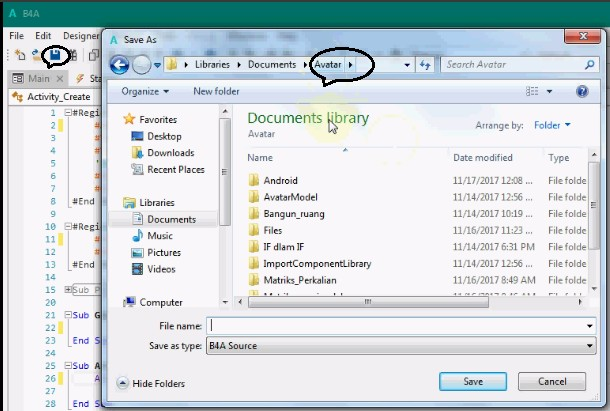 B4A
File Edit Designer
Main
Activity_Create
Save As
Libraries Documents Avatar
Search Avatar
Organize New folder
Favorites
Desktop
Downloads
Recent Places
Libraries
Documents
Music
Pictures
Videos
Computer
Documents library
Avatar
Arrange by: Folder
Name Date modified Type
Android 11/17/2017 12:08 ... File folde
AvatarModel 11/14/2017 12:56 ... File folde
Bangun_ruang 11/14/2017 10:19 ... File folde
Files 11/16/2017 11:23 ... File folde
IF dlam IF 11/14/2017 6:31 PM File folde
ImportComponentLibrary 11/14/2017 12:56 ... File folde
Matriks_Perkalian 11/16/2017 8:49 AM File folde
File name:
Save as type: B4A Source
Hide Folders
Save Cancel
1 #Regi
2 #
3 #
4 #
5 '
6 #
7 #
8 #End
9
10 #Regi
11 #
12 #
13 #End
14
15 Sub P
20
21 Sub G
22
23 End S
24
25 Sub A
26
27
28 End S